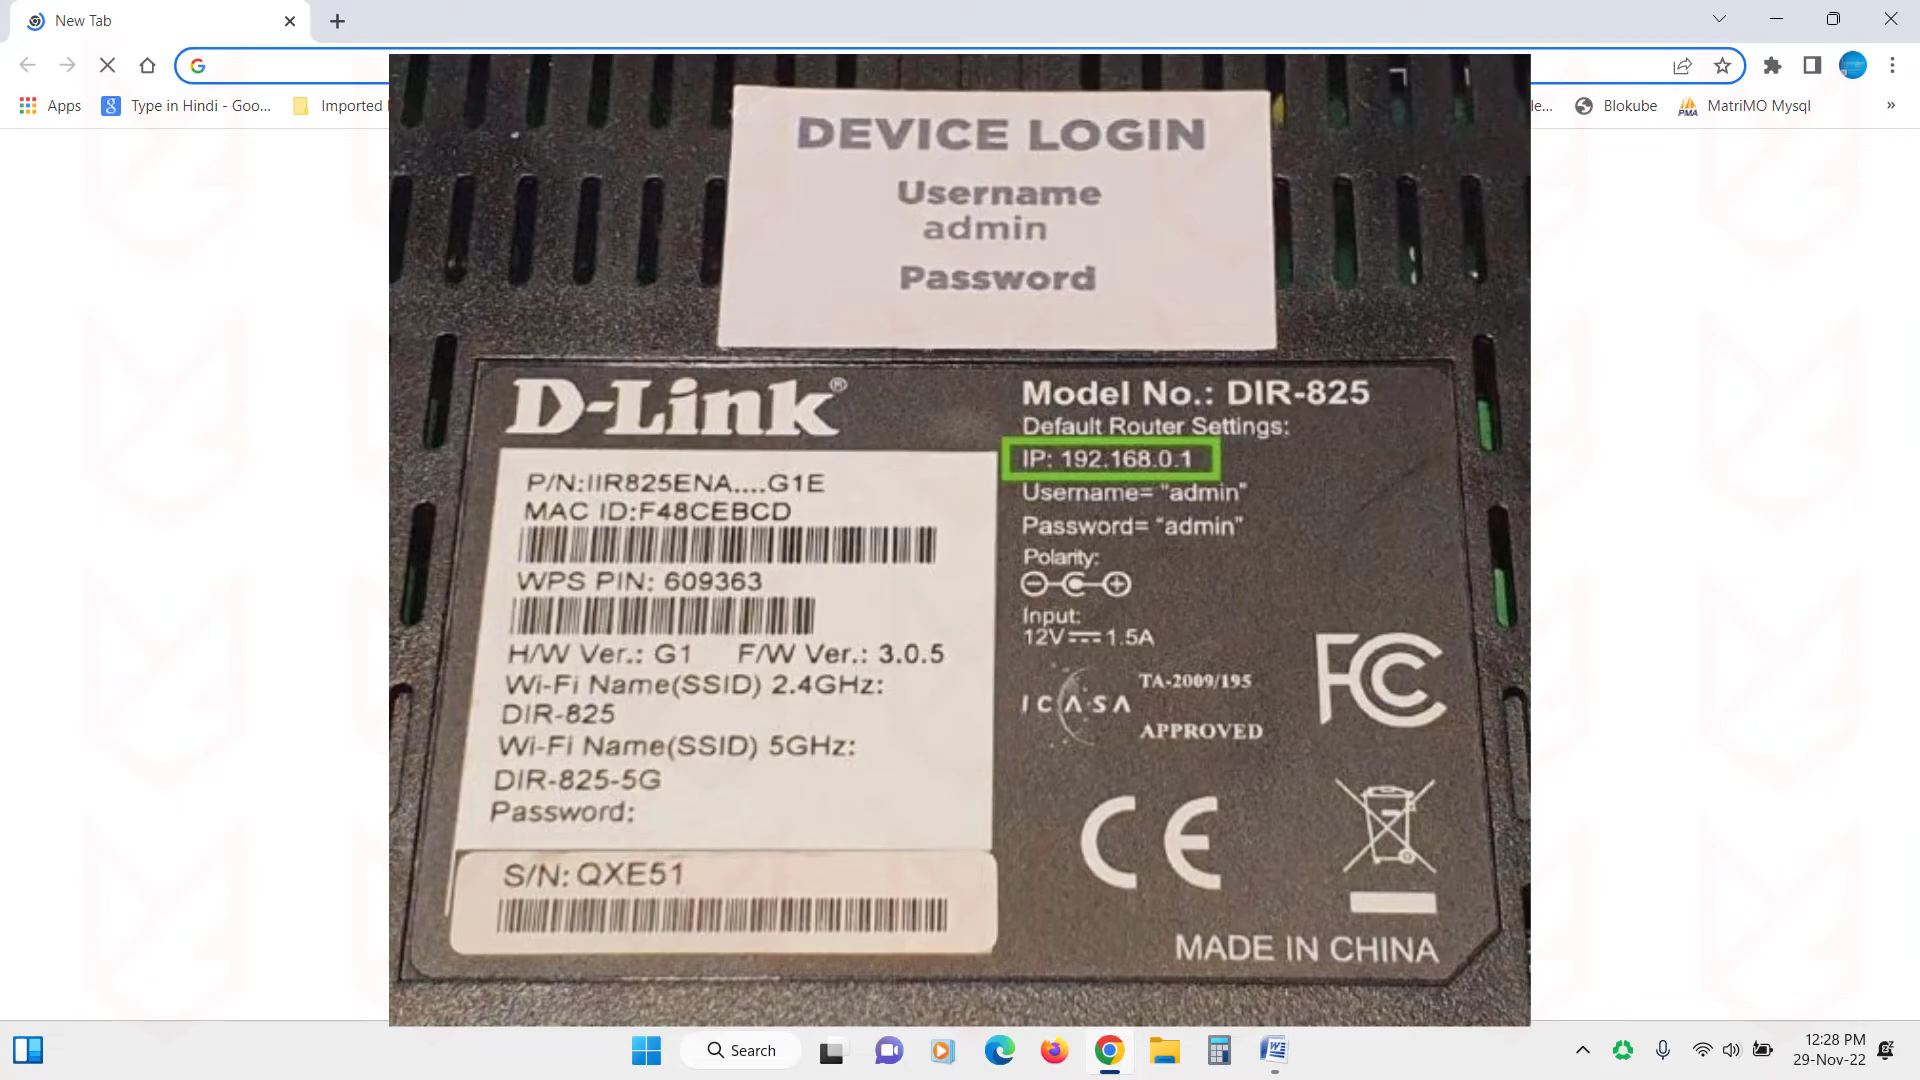 New Tab
Apps
Type in Hindi - Goo...
Imported
le...
Blokube
PMA
MatriMO Mysql
»
DEVICE LOGIN
Username
admin
Password
D-Link®
P/N:IIR825ENA....G1E
MAC ID:F48CEBCD
WPS PIN: 609363
H/W Ver.: G1 F/W Ver.: 3.0.5
Wi-Fi Name(SSID) 2.4GHz:
DIR-825
Wi-Fi Name(SSID) 5GHz:
DIR-825-5G
Password:
S/N: QXE51
Model No.: DIR-825
Default Router Settings:
IP: 192.168.0.1
Username= “admin”
Password= “admin”
Polarity:
Input:
12V 1.5A
ICASA
TA-2009/195
APPROVED
FC
CE
MADE IN CHINA
Search
12:28 PM
29-Nov-22